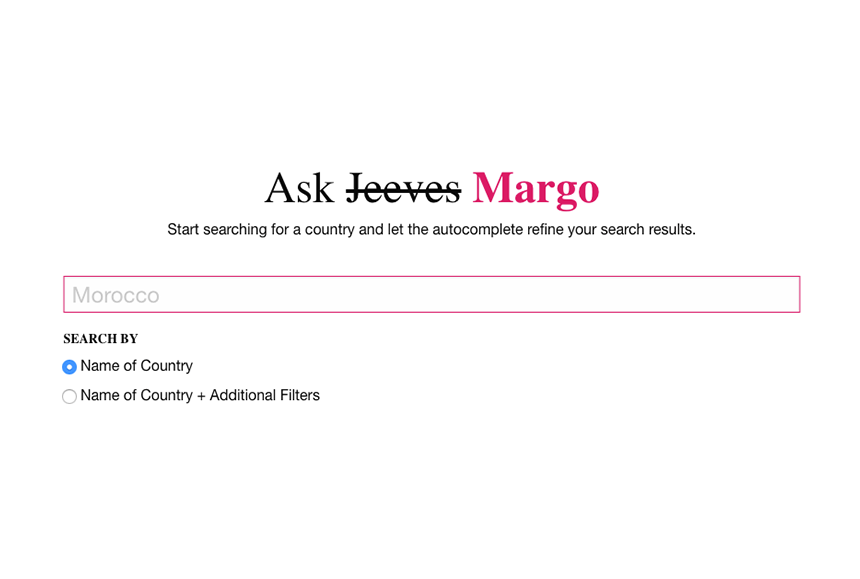 Ask Jeeves Margo
Start searching for a country and let the autocomplete refine your search results.
Morocco
SEARCH BY
Name of Country
Name of Country + Additional Filters